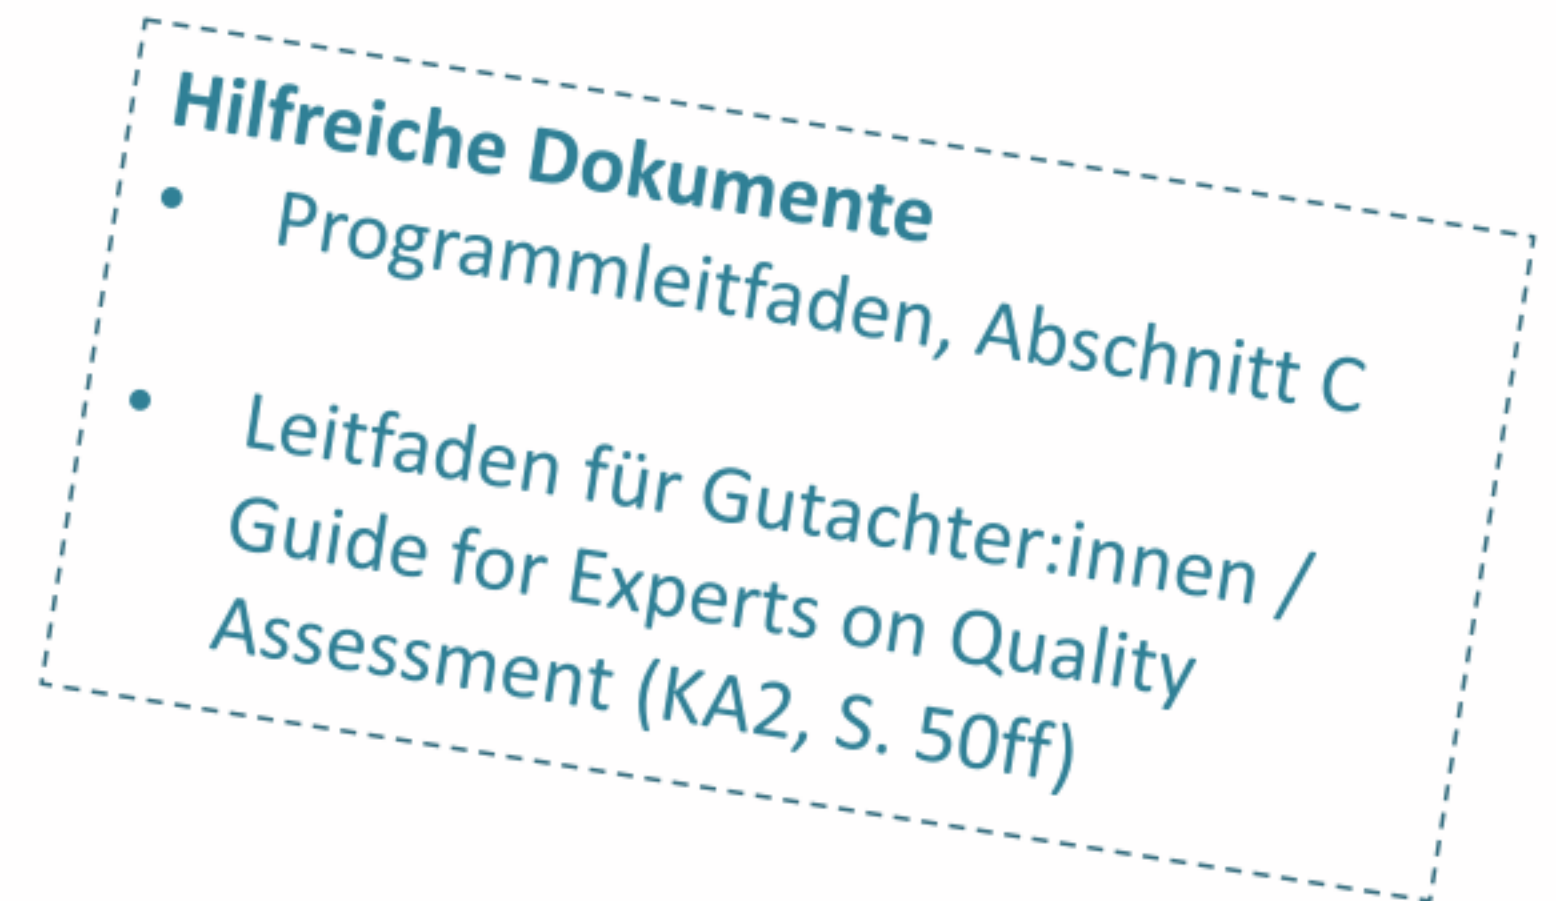 Hilfreiche Dokumente
• Programmleitfaden, Abschnitt C
• Leitfaden für Gutachter:innen /
Guide for Experts on Quality
Assessment (KA2, S. 50ff)